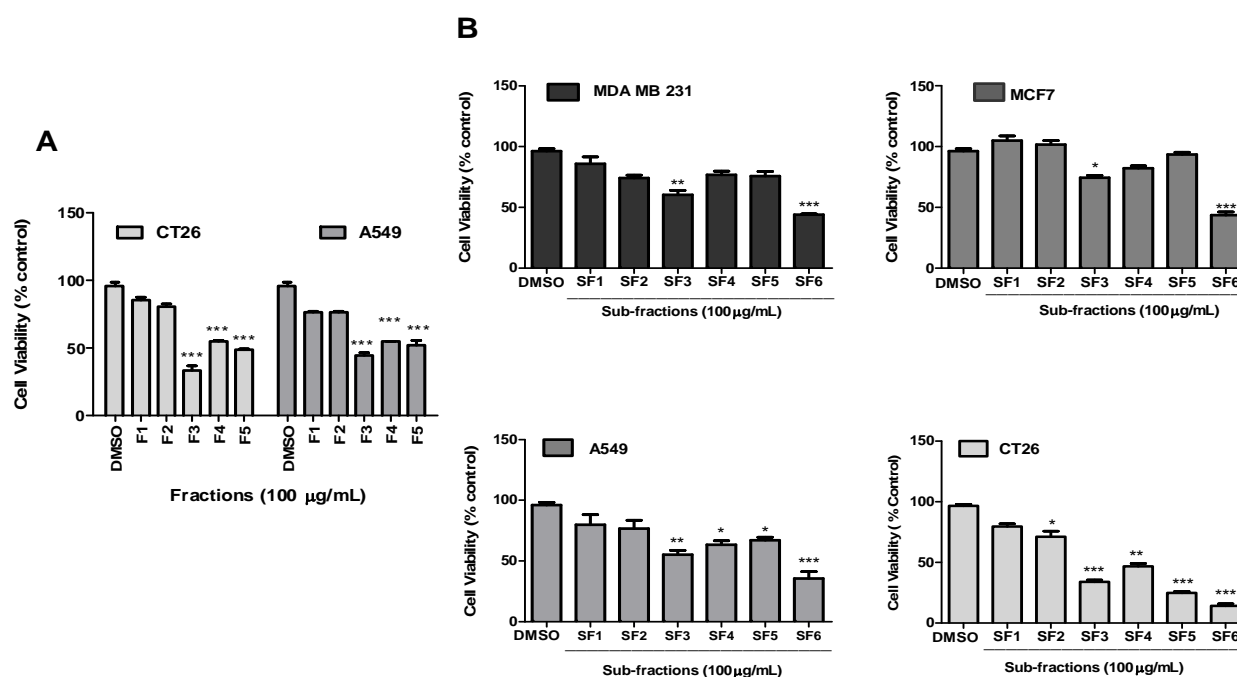 A
Cell Viability (% control)
150
100
50
0
CT26
A549
***
***
***
***
***
***
DMSO
F1
F2
F3
F4
F5
DMSO
F1
F2
F3
F4
F5
Fractions (100 µg/mL)
B
Cell Viability (% control)
150
100
50
0
MDA MB 231
**
***
DMSO SF1 SF2 SF3 SF4 SF5 SF6
Sub-fractions (100µg/mL)
Cell Viability (% control)
150
100
50
0
MCF7
*
***
DMSO SF1 SF2 SF3 SF4 SF5 SF6
Sub-fractions (100µg/mL)
Cell Viability (% control)
150
100
50
0
A549
**
*
*
***
DMSO SF1 SF2 SF3 SF4 SF5 SF6
Sub-fractions (100µg/mL)
Cell Viability ( % Control)
150
100
50
0
CT26
*
***
**
***
***
DMSO SF1 SF2 SF3 SF4 SF5 SF6
Sub-fractions (100µg/mL)